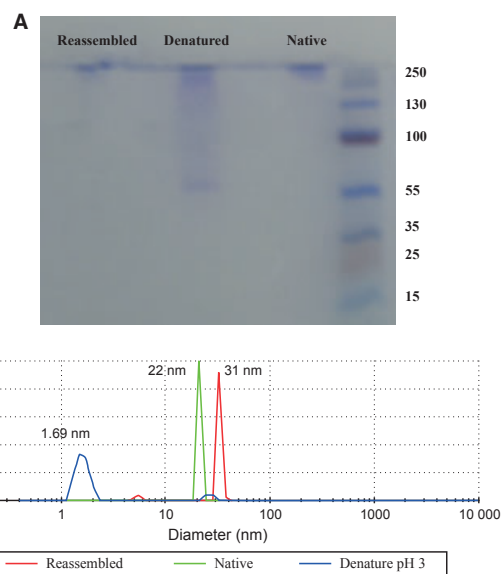 A
Reassembled Denatured Native
250
130
100
55
35
25
15
22 nm 31 nm
1.69 nm
1 10 100 1000 10 000
Diameter (nm)
Reassembled Native Denature pH 3